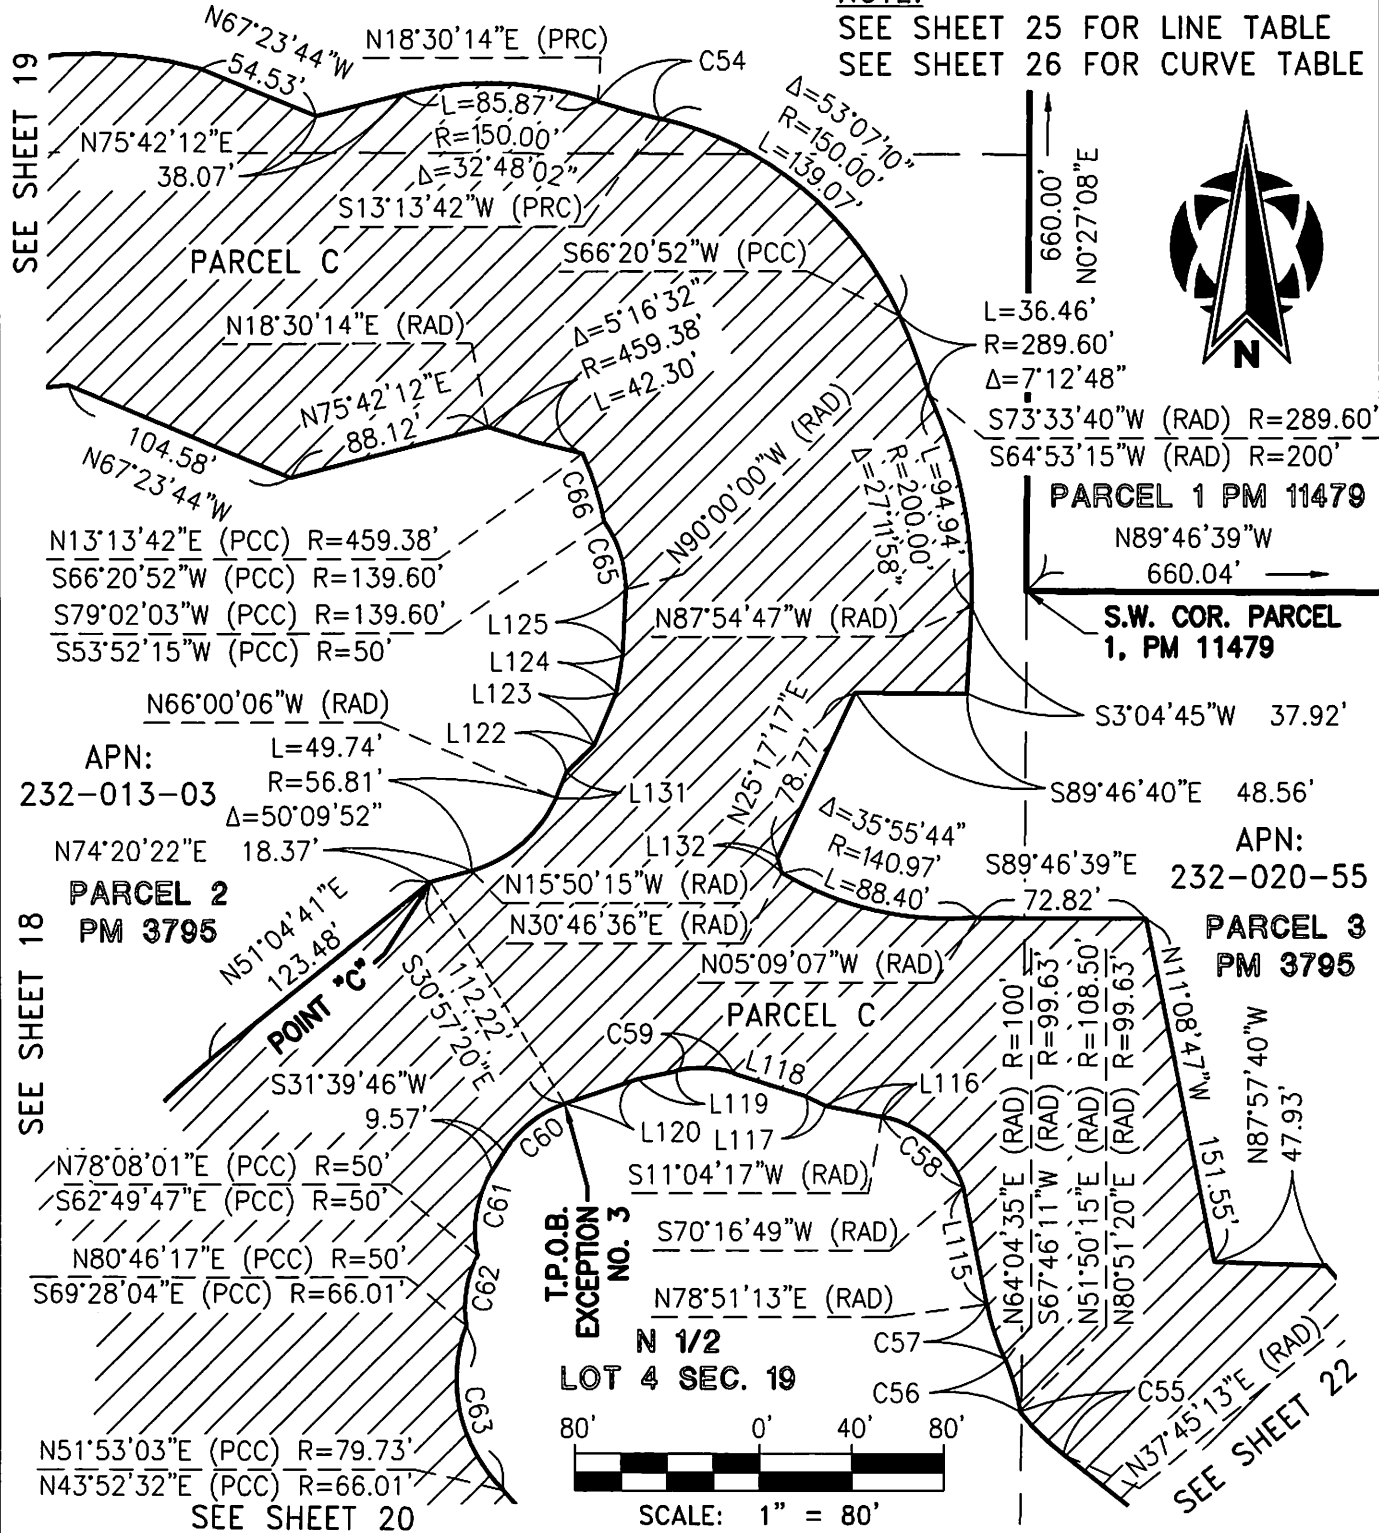 NOTE:
SEE SHEET 25 FOR LINE TABLE
SEE SHEET 26 FOR CURVE TABLE
SEE SHEET 19
N67°23'44"W
54.53'
N18°30'14"E (PRC)
C54
N75°42'12"E
38.07'
L=85.87'
R=150.00'
Δ=32°48'02"
S13°13'42"W (PRC)
Δ=53°07'10"
R=150.00'
L=139.07'
660.00'
N0°27'08"E
N
PARCEL C
S66°20'52"W (PCC)
N18°30'14"E (RAD)
Δ=5°16'32"
R=459.38'
L=42.30'
L=36.46'
R=289.60'
Δ=7°12'48"
S73°33'40"W (RAD) R=289.60'
S64°53'15"W (RAD) R=200'
PARCEL 1 PM 11479
N89°46'39"W
660.04'
S.W. COR. PARCEL
1, PM 11479
N75°42'12"E
88.12'
104.58'
N67°23'44"W
N90°00'00"W (RAD)
L=94.94'
R=200.00'
Δ=27°11'58"
C66
C65
N13°13'42"E (PCC) R=459.38'
S66°20'52"W (PCC) R=139.60'
S79°02'03"W (PCC) R=139.60'
S53°52'15"W (PCC) R=50'
L125
L124
L123
L122
N87°54'47"W (RAD)
S3°04'45"W 37.92'
S89°46'40"E 48.56'
N66°00'06"W (RAD)
L=49.74'
R=56.81'
Δ=50°09'52"
APN:
232-013-03
N74°20'22"E 18.37'
PARCEL 2
PM 3795
L131
L132
N25°17'17"E
78.77'
Δ=35°55'44"
R=140.97'
L=88.40'
S89°46'39"E
72.82'
APN:
232-020-55
PARCEL 3
PM 3795
N15°50'15"W (RAD)
N30°46'36"E (RAD)
N05°09'07"W (RAD)
SEE SHEET 18
N51°04'41"E
123.48'
POINT "C"
112.22'
S30°57'20"E
PARCEL C
N11°08'47"W
151.55'
N87°57'40"W
47.93'
C59
L118
L116
L119
L120
L117
S31°39'46"W
9.57'
C60
C61
C62
C63
C58
L115
N78°08'01"E (PCC) R=50'
S62°49'47"E (PCC) R=50'
N80°46'17"E (PCC) R=50'
S69°28'04"E (PCC) R=66.01'
T.P.O.B.
EXCEPTION
NO. 3
S11°04'17"W (RAD)
S70°16'49"W (RAD)
N78°51'13"E (RAD)
N64°04'35"E (RAD) R=100'
S67°46'11"W (RAD) R=99.63'
N51°50'15"E (RAD) R=108.50'
N80°51'20"E (RAD) R=99.63'
C57
C56
C55
N37°45'13"E (RAD)
SEE SHEET 22
N 1/2
LOT 4 SEC. 19
N51°53'03"E (PCC) R=79.73'
N43°52'32"E (PCC) R=66.01'
SEE SHEET 20
80' 0' 40' 80'
SCALE: 1" = 80'